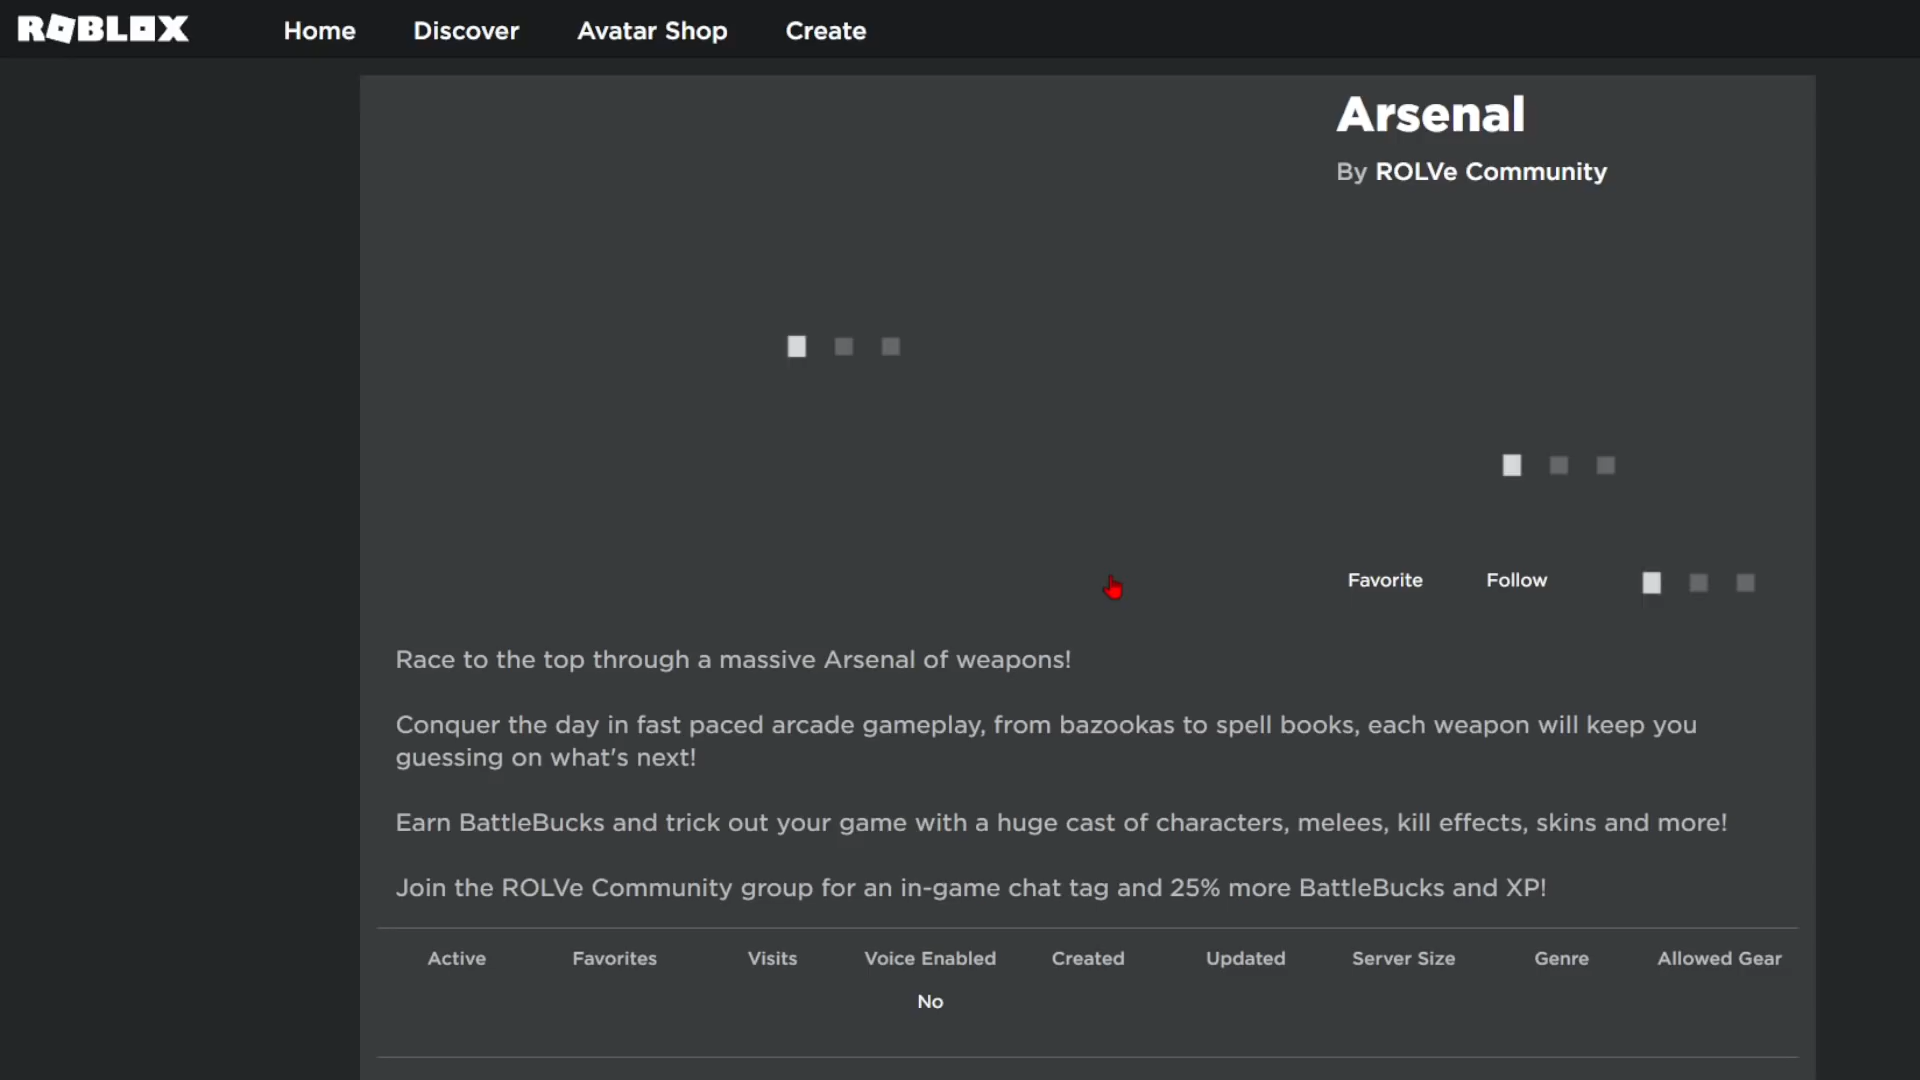 ROBLOX Home Discover Avatar Shop Create
Arsenal
By ROLVe Community
Favorite Follow
Race to the top through a massive Arsenal of weapons!
Conquer the day in fast paced arcade gameplay, from bazookas to spell books, each weapon will keep you
guessing on what's next!
Earn BattleBucks and trick out your game with a huge cast of characters, melees, kill effects, skins and more!
Join the ROLVe Community group for an in-game chat tag and 25% more BattleBucks and XP!
Active Favorites Visits Voice Enabled Created Updated Server Size Genre Allowed Gear
No